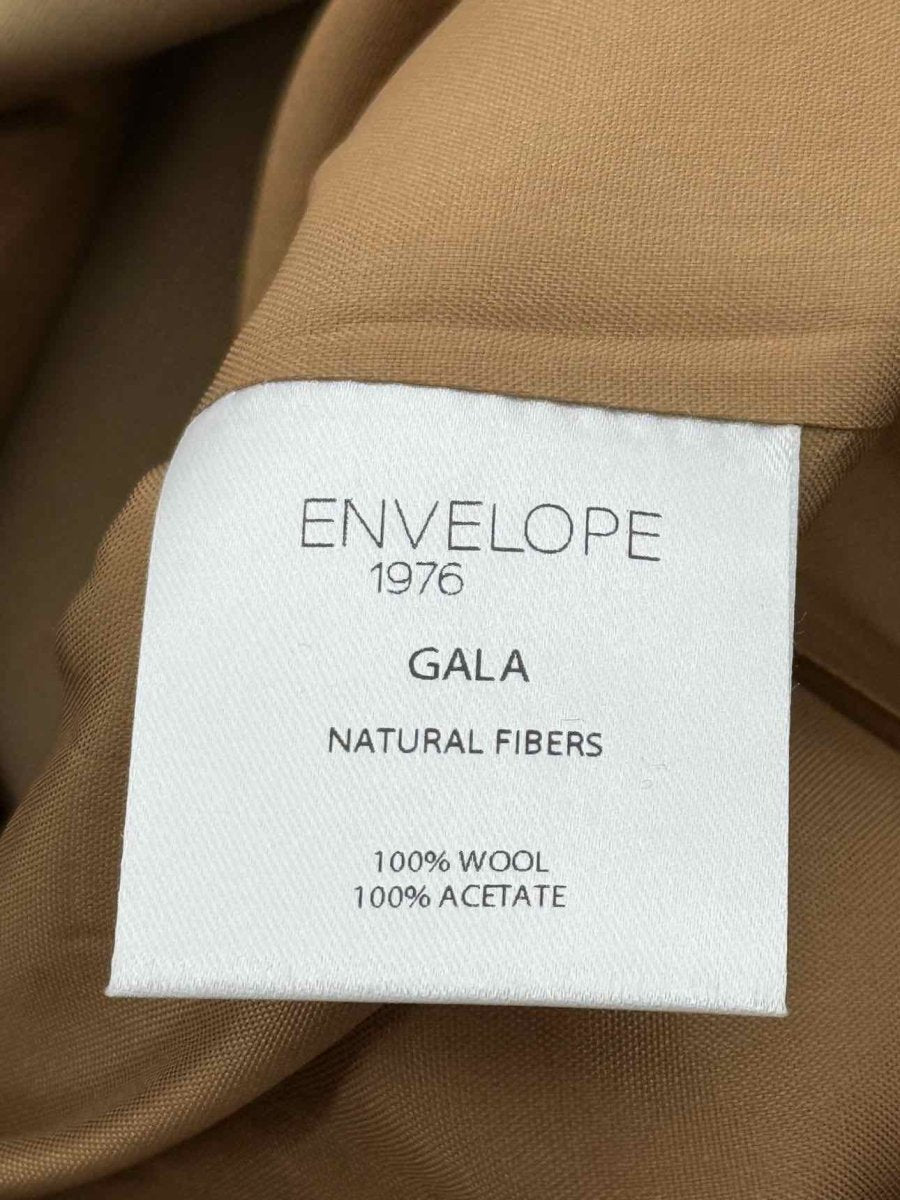 ENVELOPE
1976
GALA
NATURAL FIBERS
100% WOOL
100% ACETATE